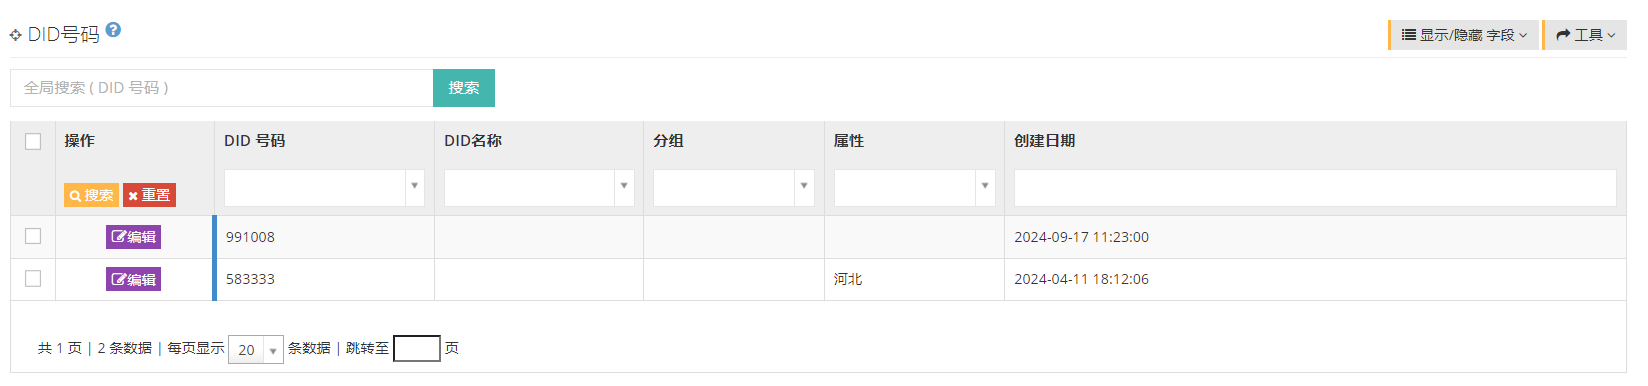 DID号码
显示/隐藏 字段
工具
全局搜索 ( DID 号码 )
搜索
操作 DID 号码 DID名称 分组 属性 创建日期
搜索 重置
编辑 991008 2024-09-17 11:23:00
编辑 583333 河北 2024-04-11 18:12:06
共 1 页 | 2 条数据 | 每页显示 20 条数据 | 跳转至 页